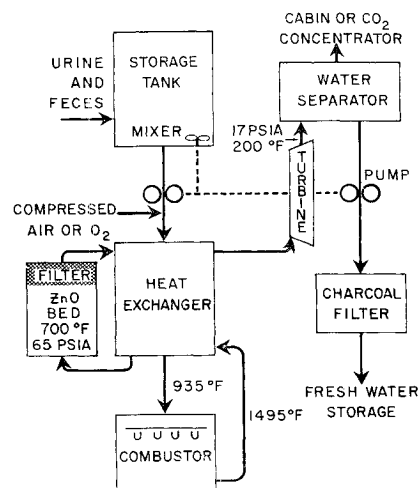 CABIN OR CO2
CONCENTRATOR
URINE
AND
FECES
STORAGE
TANK
MIXER
WATER
SEPARATOR
17 PSIA
200 °F
TURBINE
PUMP
COMPRESSED
AIR OR O2
FILTER
ZnO
BED
700 °F
65 PSIA
HEAT
EXCHANGER
CHARCOAL
FILTER
935 °F
1495°F
FRESH WATER
STORAGE
COMBUSTOR